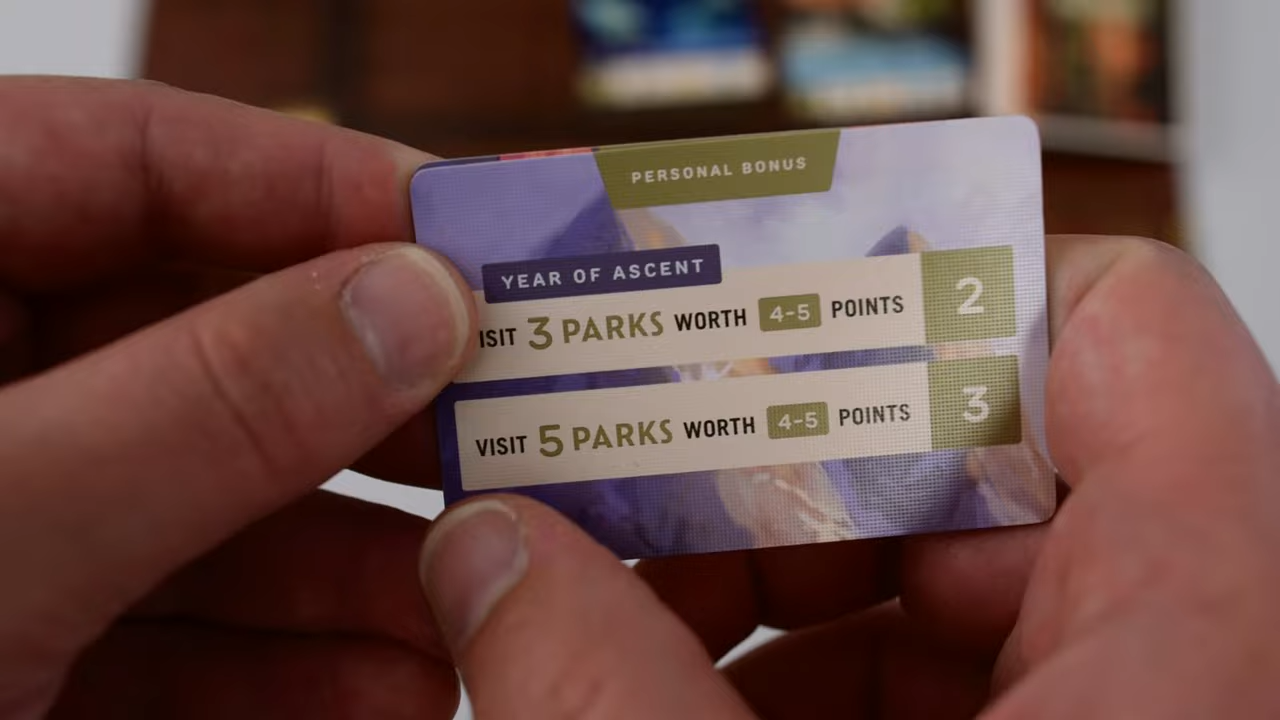 PERSONAL BONUS
YEAR OF ASCENT
ISIT 3 PARKS WORTH 4-5 POINTS 2
VISIT 5 PARKS WORTH 4-5 POINTS 3